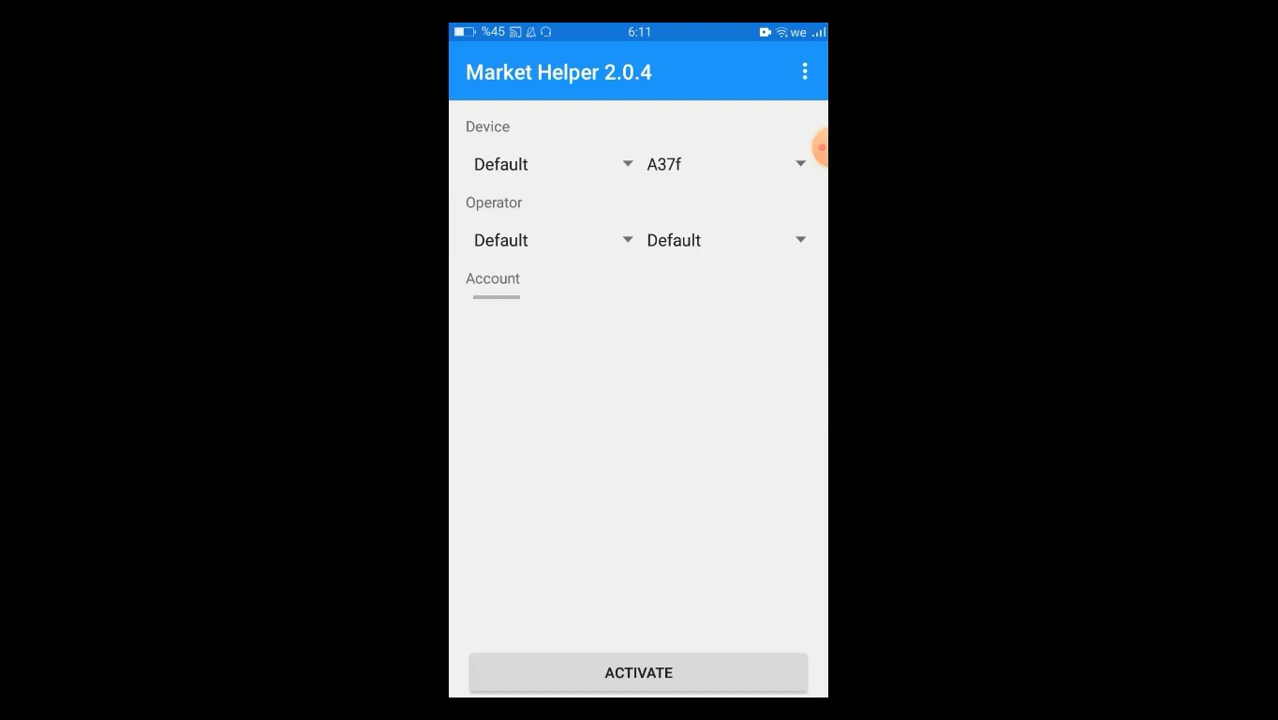 %45 6:11 we
Market Helper 2.0.4
Device
Default A37f
Operator
Default Default
Account
ACTIVATE